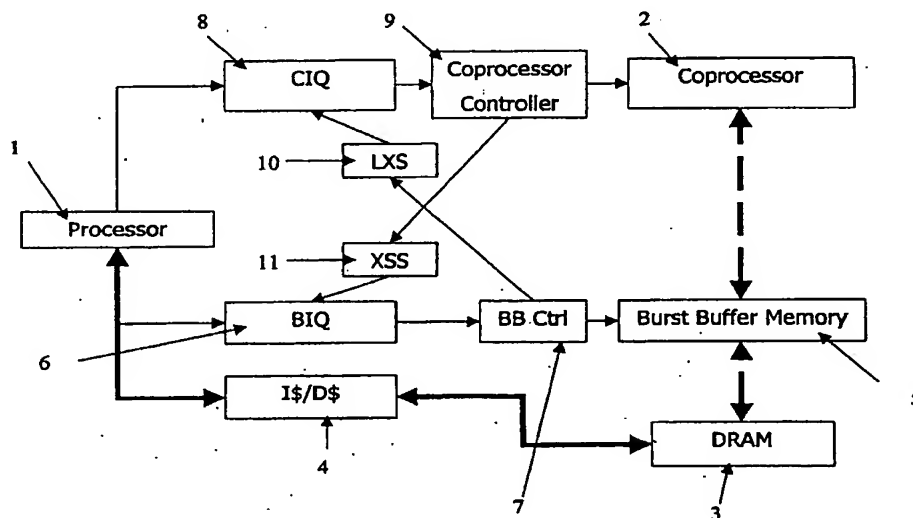 8
9
2
CIQ
Coprocessor
Controller
Coprocessor
1
10
LXS
Processor
11
XSS
BIQ
BB Ctrl
Burst Buffer Memory
6
I$/D$
DRAM
4
7
3